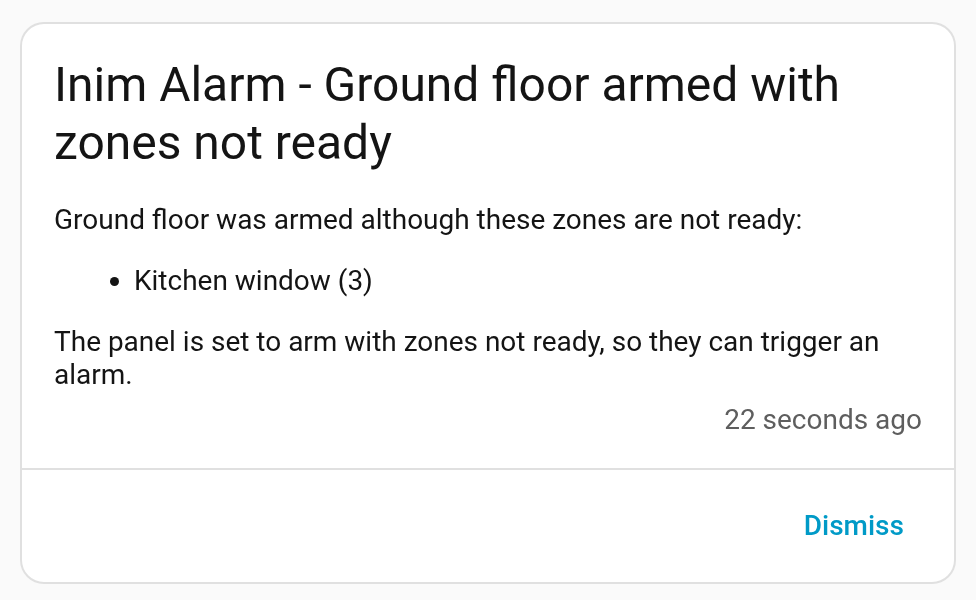 Inim Alarm - Ground floor armed with
zones not ready
Ground floor was armed although these zones are not ready:
• Kitchen window (3)
The panel is set to arm with zones not ready, so they can trigger an
alarm.
22 seconds ago
Dismiss